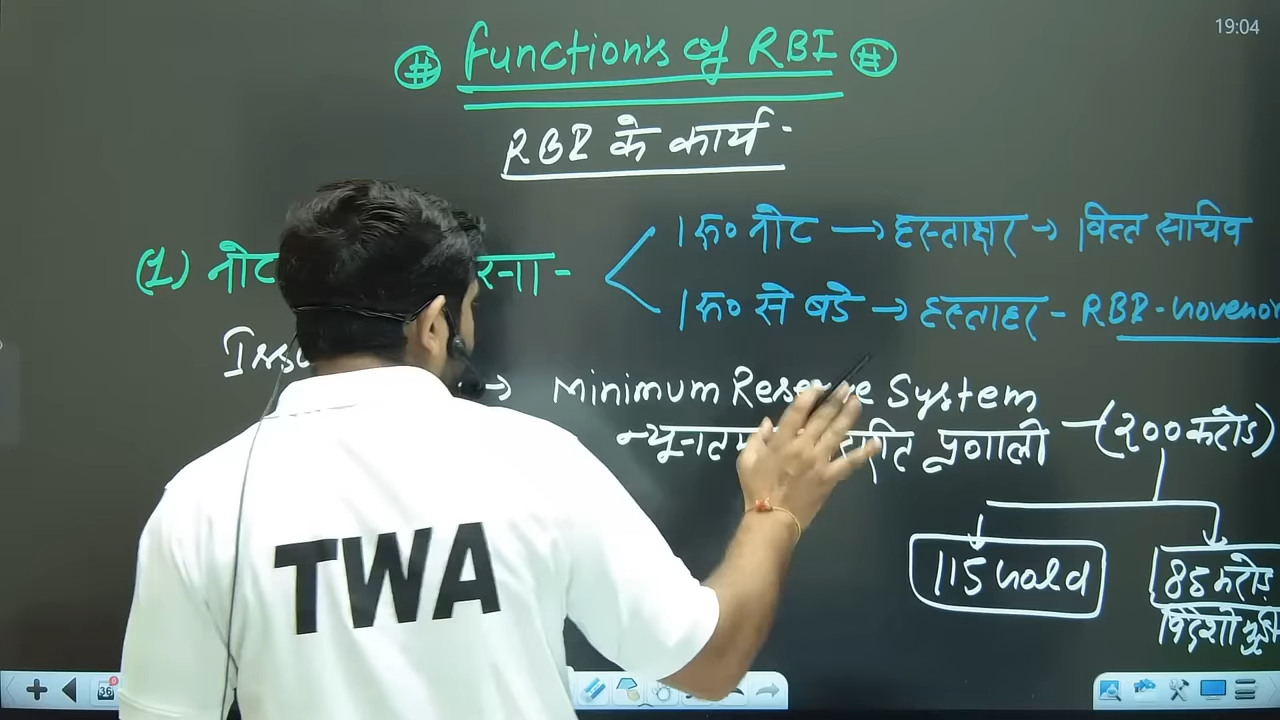 19:04
# Function's of RBI #
RBI के कार्य -
1 रू० नोट → हस्ताक्षर → वित्त सचिव
(1) नोट रना -
1 रू० से बडे → हस्ताक्षर - RBI - Governor
→ Minimum Reserve System
प्रणाली - (200 करोड)
115 Gold
85 करोड़
विदेशी
TWA